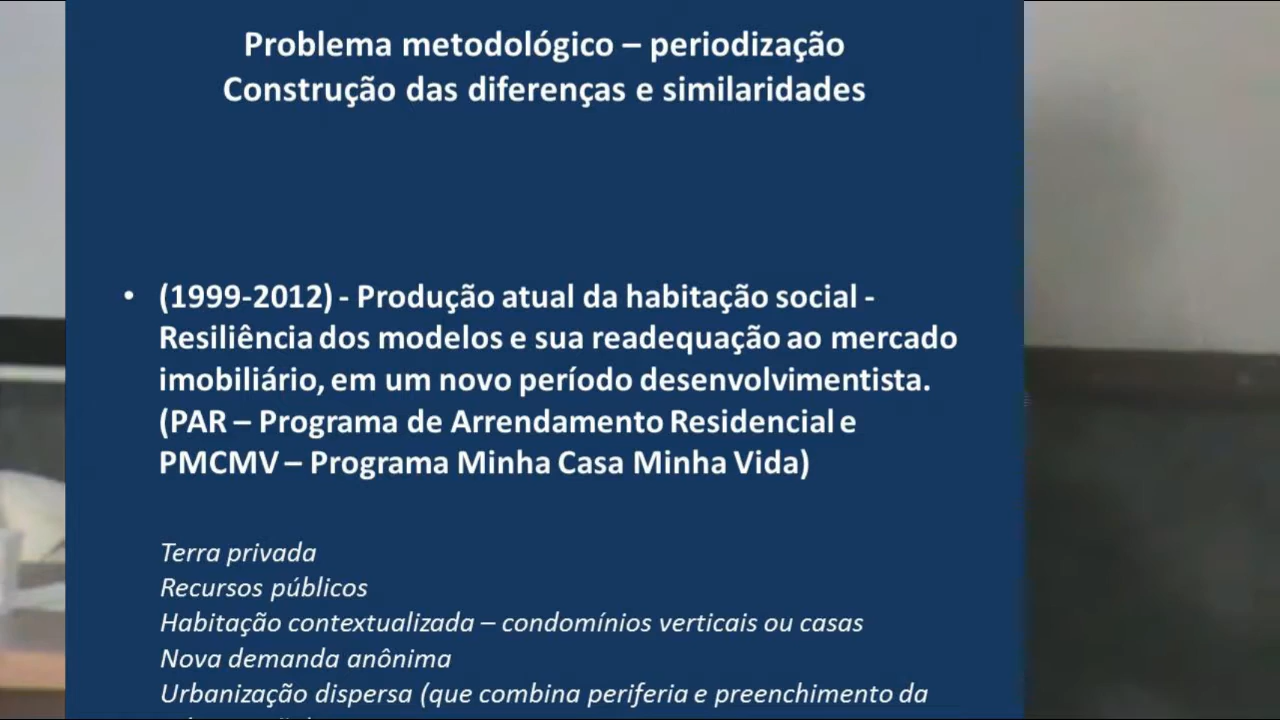 Problema metodológico – periodização
Construção das diferenças e similaridades
• (1999-2012) - Produção atual da habitação social -
Resiliência dos modelos e sua readequação ao mercado
imobiliário, em um novo período desenvolvimentista.
(PAR – Programa de Arrendamento Residencial e
PMCMV – Programa Minha Casa Minha Vida)
Terra privada
Recursos públicos
Habitação contextualizada – condomínios verticais ou casas
Nova demanda anônima
Urbanização dispersa (que combina periferia e preenchimento da